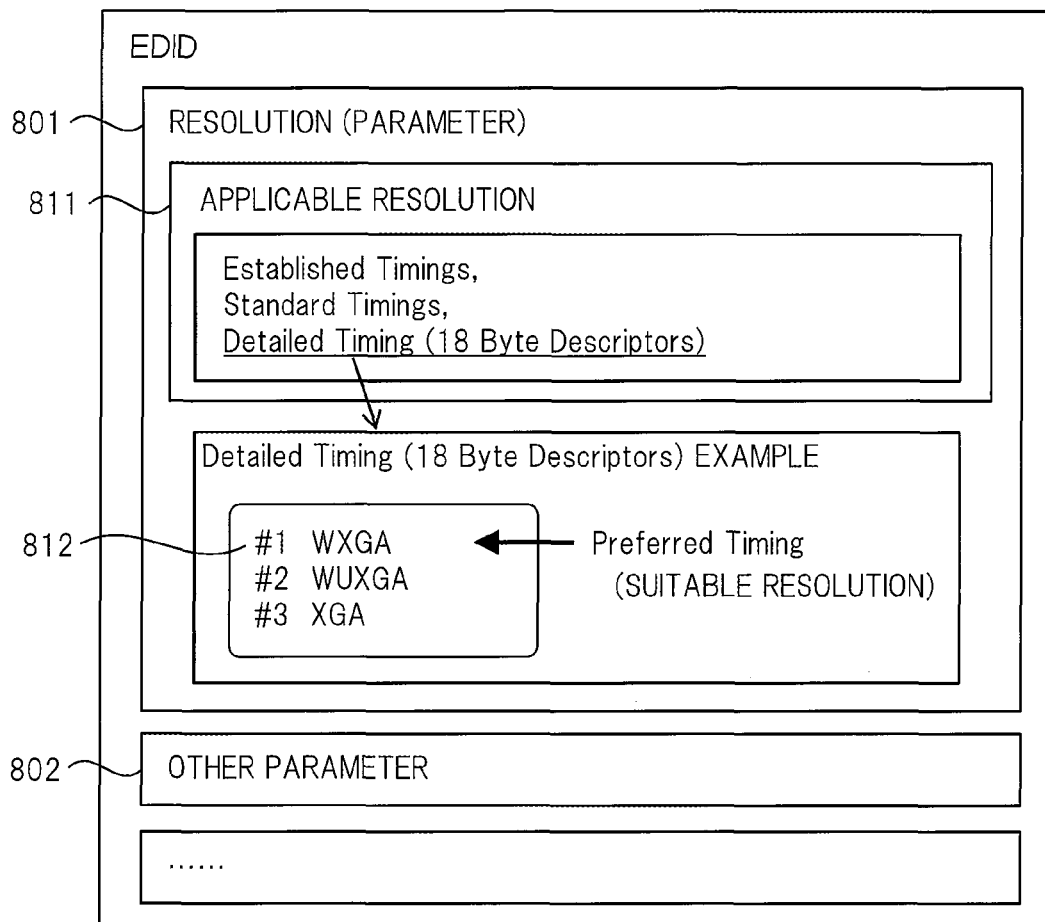 EDID
801
RESOLUTION (PARAMETER)
811
APPLICABLE RESOLUTION
Established Timings,
Standard Timings,
Detailed Timing (18 Byte Descriptors)
Detailed Timing (18 Byte Descriptors) EXAMPLE
812
#1 WXGA
Preferred Timing
#2 WUXGA
(SUITABLE RESOLUTION)
#3 XGA
802
OTHER PARAMETER
......